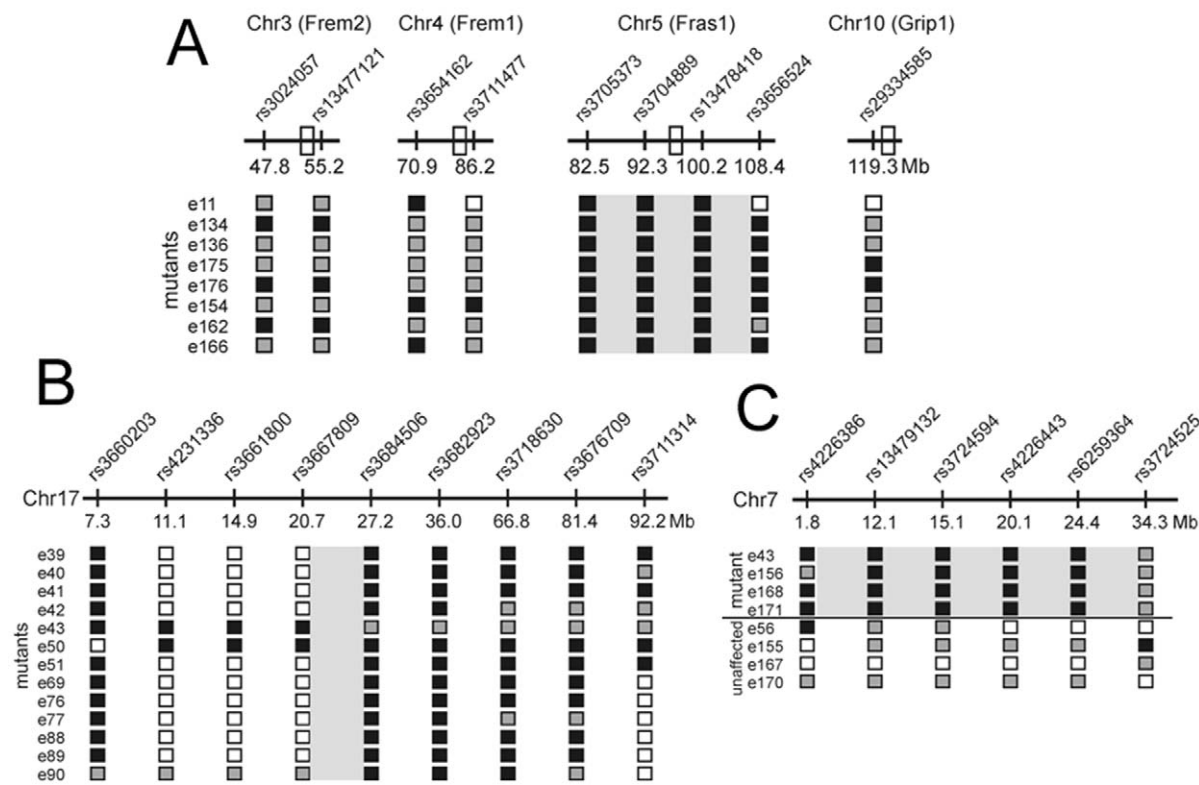 A
Chr3 (Frem2) Chr4 (Frem1) Chr5 (Fras1) Chr10 (Grip1)
rs3024057 rs13477121 rs3654162 rs3711477 rs3705373 rs3704889 rs13478418 rs3656524 rs29334585
47.8 55.2 70.9 86.2 82.5 92.3 100.2 108.4 119.3 Mb
mutants
e11
e134
e136
e175
e176
e154
e162
e166
B
rs3660203 rs4231336 rs3661800 rs3667809 rs3684506 rs3682923 rs3718630 rs3676709 rs3711314
Chr17
7.3 11.1 14.9 20.7 27.2 36.0 66.8 81.4 92.2 Mb
mutants
e39
e40
e41
e42
e43
e50
e51
e69
e76
e77
e88
e89
e90
C
rs4226386 rs13479132 rs3724594 rs4226443 rs6259364 rs3724525
Chr7
1.8 12.1 15.1 20.1 24.4 34.3 Mb
mutant
e43
e156
e168
e171
unaffected
e56
e155
e167
e170